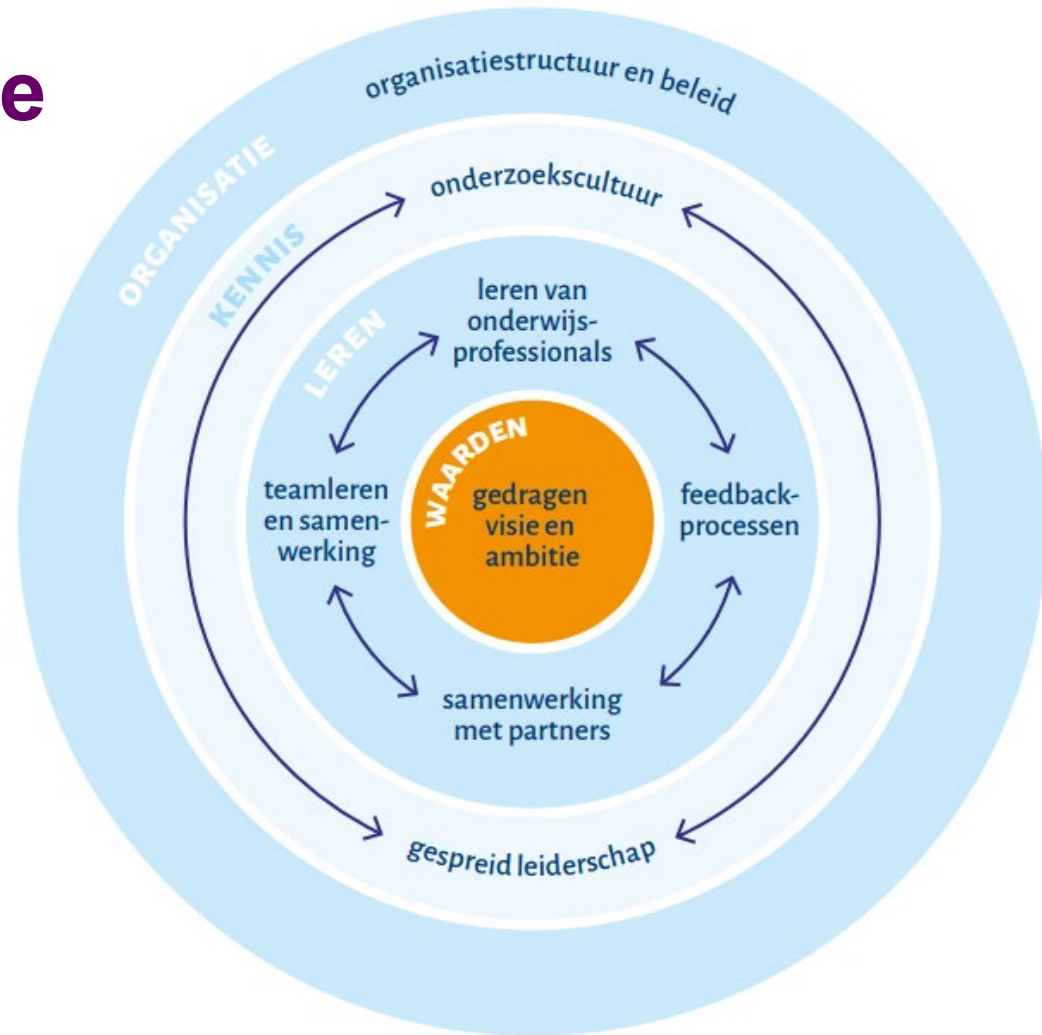 e
organisatiestructuur en beleid
ORGANISATIE
onderzoekscultuur
KENNIS
leren van
onderwijs-
professionals
LEREN
teamleren
en samen-
werking
WAARDEN
gedragen
visie en
ambitie
feedback-
processen
samenwerking
met partners
gespreid leiderschap